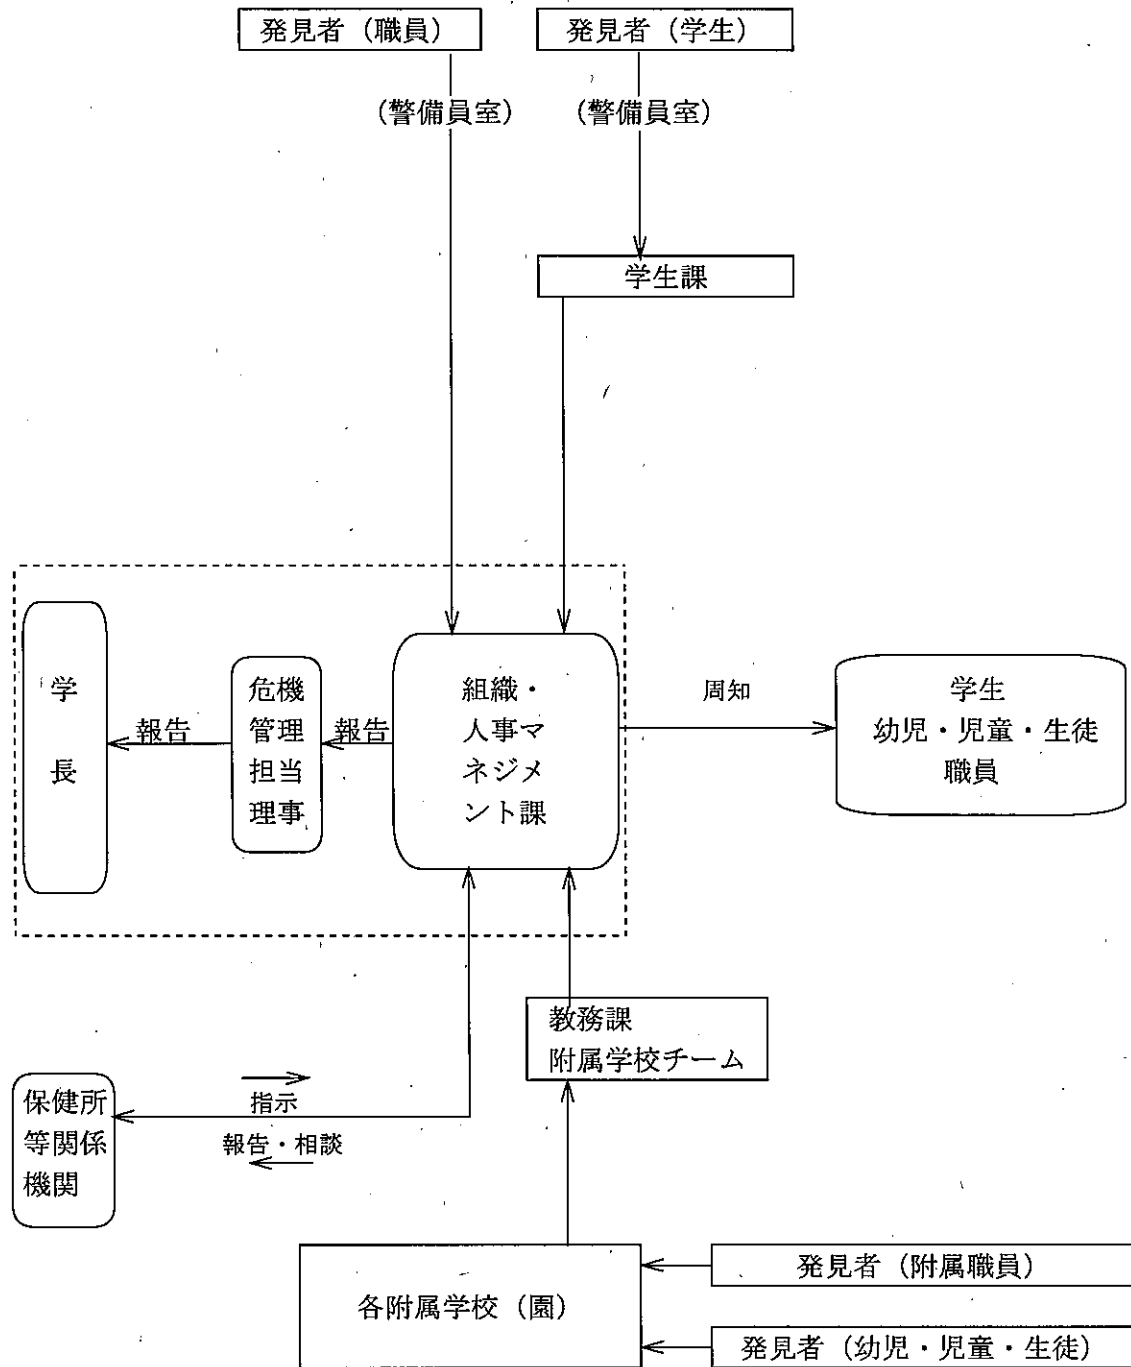 発見者（職員）
発見者（学生）
（警備員室）
（警備員室）
学生課
学
長
報告
危機
管理
担当
理事
報告
組織・
人事マ
ネジメ
ント課
周知
学生
幼児・児童・生徒
職員
教務課
附属学校チーム
保健所
等関係
機関
指示
報告・相談
各附属学校（園）
発見者（附属職員）
発見者（幼児・児童・生徒）